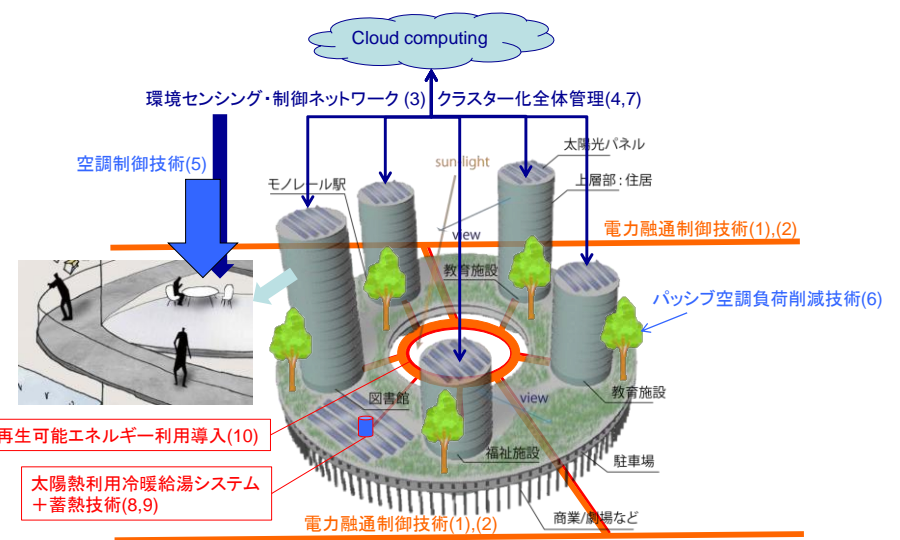 Cloud computing
環境センシング・制御ネットワーク (3)
クラスター化全体管理(4,7)
空調制御技術(5)
太陽光パネル
sun light
モノレール駅
上層部：住居
電力融通制御技術(1),(2)
view
教育施設
パッシブ空調負荷削減技術(6)
図書館
view
教育施設
再生可能エネルギー利用導入(10)
福祉施設
駐車場
太陽熱利用冷暖給湯システム
＋蓄熱技術(8,9)
商業/劇場など
電力融通制御技術(1),(2)